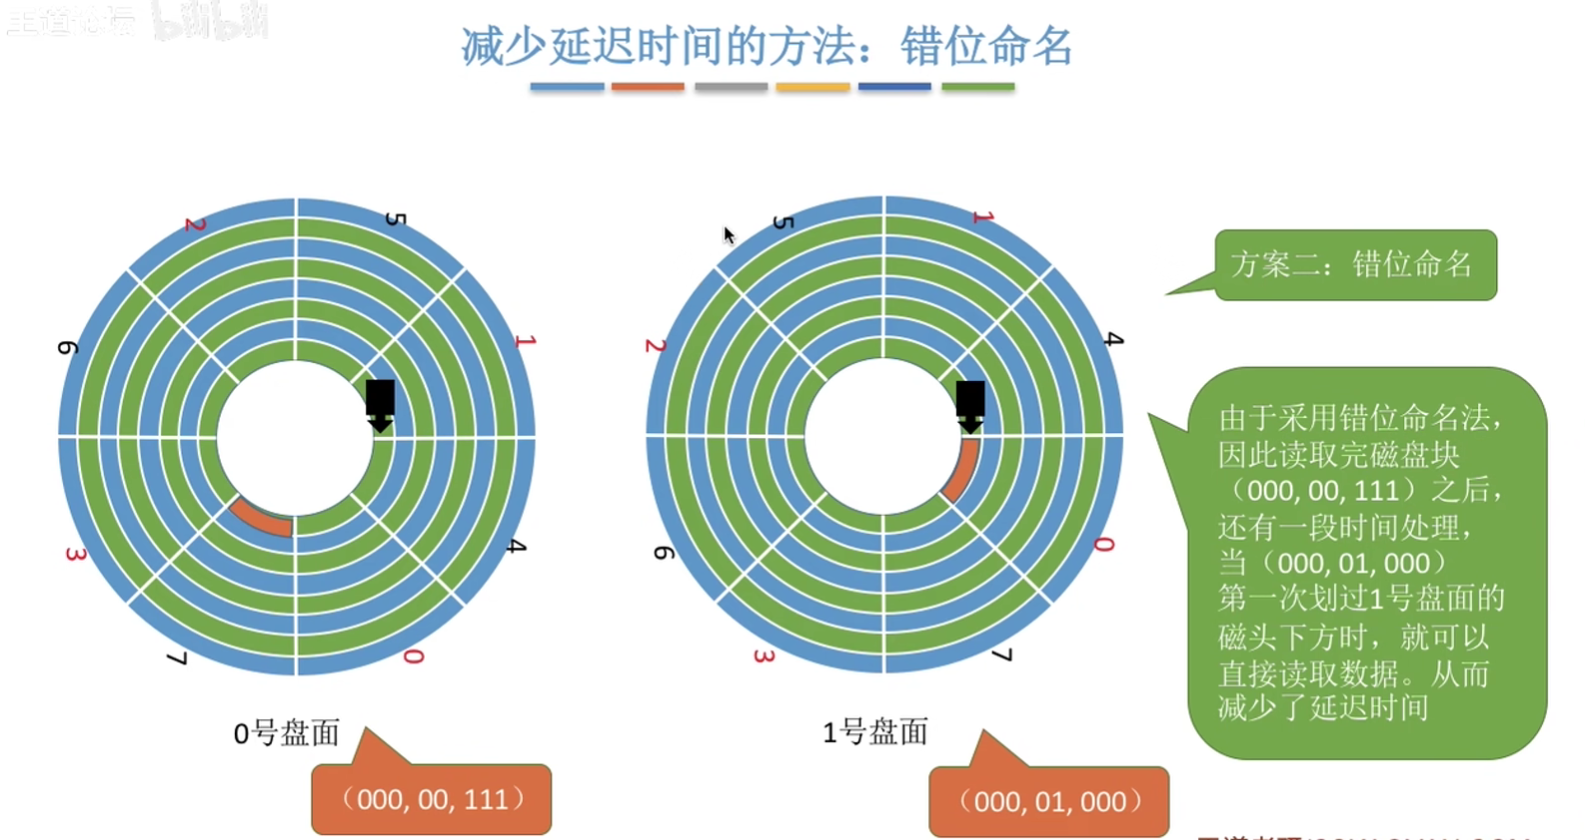 王道论坛 bilibili
减少延迟时间的方法：错位命名
2
5
6
1
3
4
7
0
5
1
2
4
6
0
3
7
0号盘面
（000, 00, 111）
1号盘面
（000, 01, 000）
方案二：错位命名
由于采用错位命名法，
因此读取完磁盘块
（000, 00, 111）之后，
还有一段时间处理，
当（000, 01, 000）
第一次划过1号盘面的
磁头下方时，就可以
直接读取数据。从而
减少了延迟时间